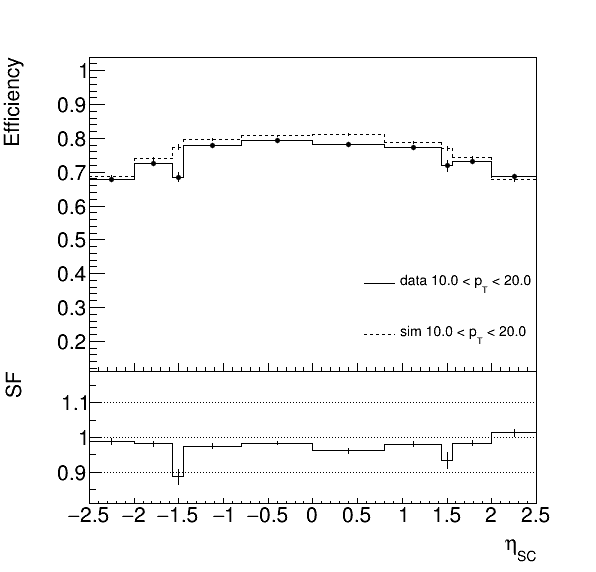 Efficiency
1
0.9
0.8
0.7
0.6
0.5
0.4
0.3
0.2
data 10.0 < p_T < 20.0
sim 10.0 < p_T < 20.0
SF
1.1
1
0.9
−2.5 −2 −1.5 −1 −0.5 0 0.5 1 1.5 2 2.5
η_SC